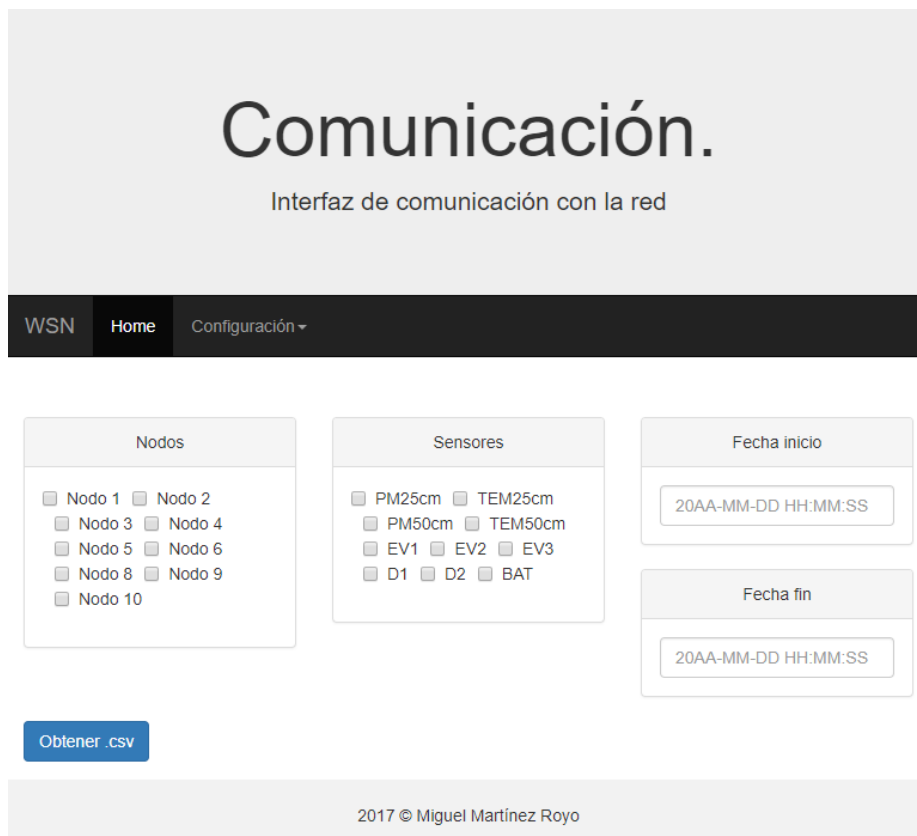 Comunicación.
Interfaz de comunicación con la red
WSN Home Configuración
Nodos
Nodo 1 Nodo 2
Nodo 3 Nodo 4
Nodo 5 Nodo 6
Nodo 8 Nodo 9
Nodo 10
Sensores
PM25cm TEM25cm
PM50cm TEM50cm
EV1 EV2 EV3
D1 D2 BAT
Fecha inicio
20AA-MM-DD HH:MM:SS
Fecha fin
20AA-MM-DD HH:MM:SS
Obtener .csv
2017 © Miguel Martínez Royo